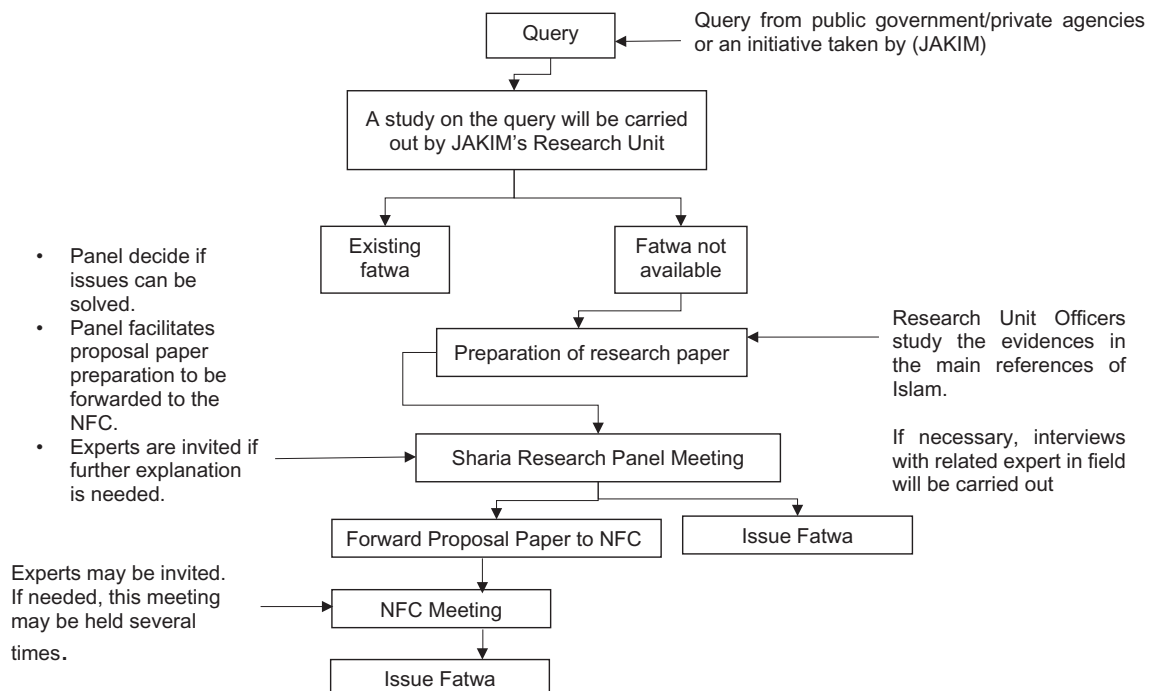 Query
Query from public government/private agencies
or an initiative taken by (JAKIM)
A study on the query will be carried
out by JAKIM’s Research Unit
Existing
fatwa
Fatwa not
available
• Panel decide if
issues can be
solved.
• Panel facilitates
proposal paper
preparation to be
forwarded to the
NFC.
• Experts are invited if
further explanation
is needed.
Preparation of research paper
Research Unit Officers
study the evidences in
the main references of
Islam.
If necessary, interviews
with related expert in field
will be carried out
Sharia Research Panel Meeting
Forward Proposal Paper to NFC
Issue Fatwa
Experts may be invited.
If needed, this meeting
may be held several
times.
NFC Meeting
Issue Fatwa